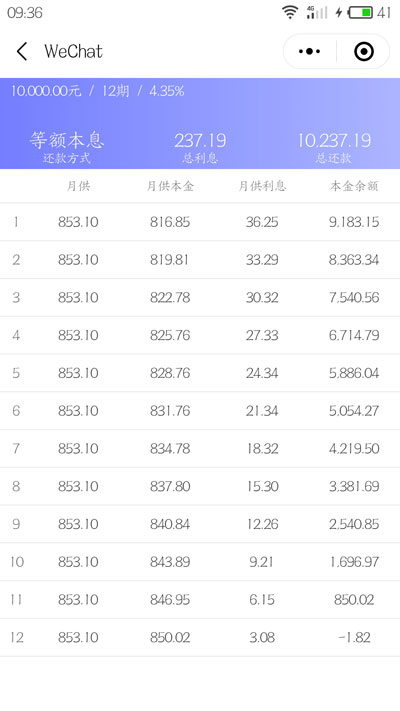 09:36 4G 41
WeChat
10,000.00元 / 12期 / 4.35%
等额本息 237.19 10,237.19
还款方式 总利息 总还款
月供 月供本金 月供利息 本金余额
1 853.10 816.85 36.25 9,183.15
2 853.10 819.81 33.29 8,363.34
3 853.10 822.78 30.32 7,540.56
4 853.10 825.76 27.33 6,714.79
5 853.10 828.76 24.34 5,886.04
6 853.10 831.76 21.34 5,054.27
7 853.10 834.78 18.32 4,219.50
8 853.10 837.80 15.30 3,381.69
9 853.10 840.84 12.26 2,540.85
10 853.10 843.89 9.21 1,696.97
11 853.10 846.95 6.15 850.02
12 853.10 850.02 3.08 -1.82